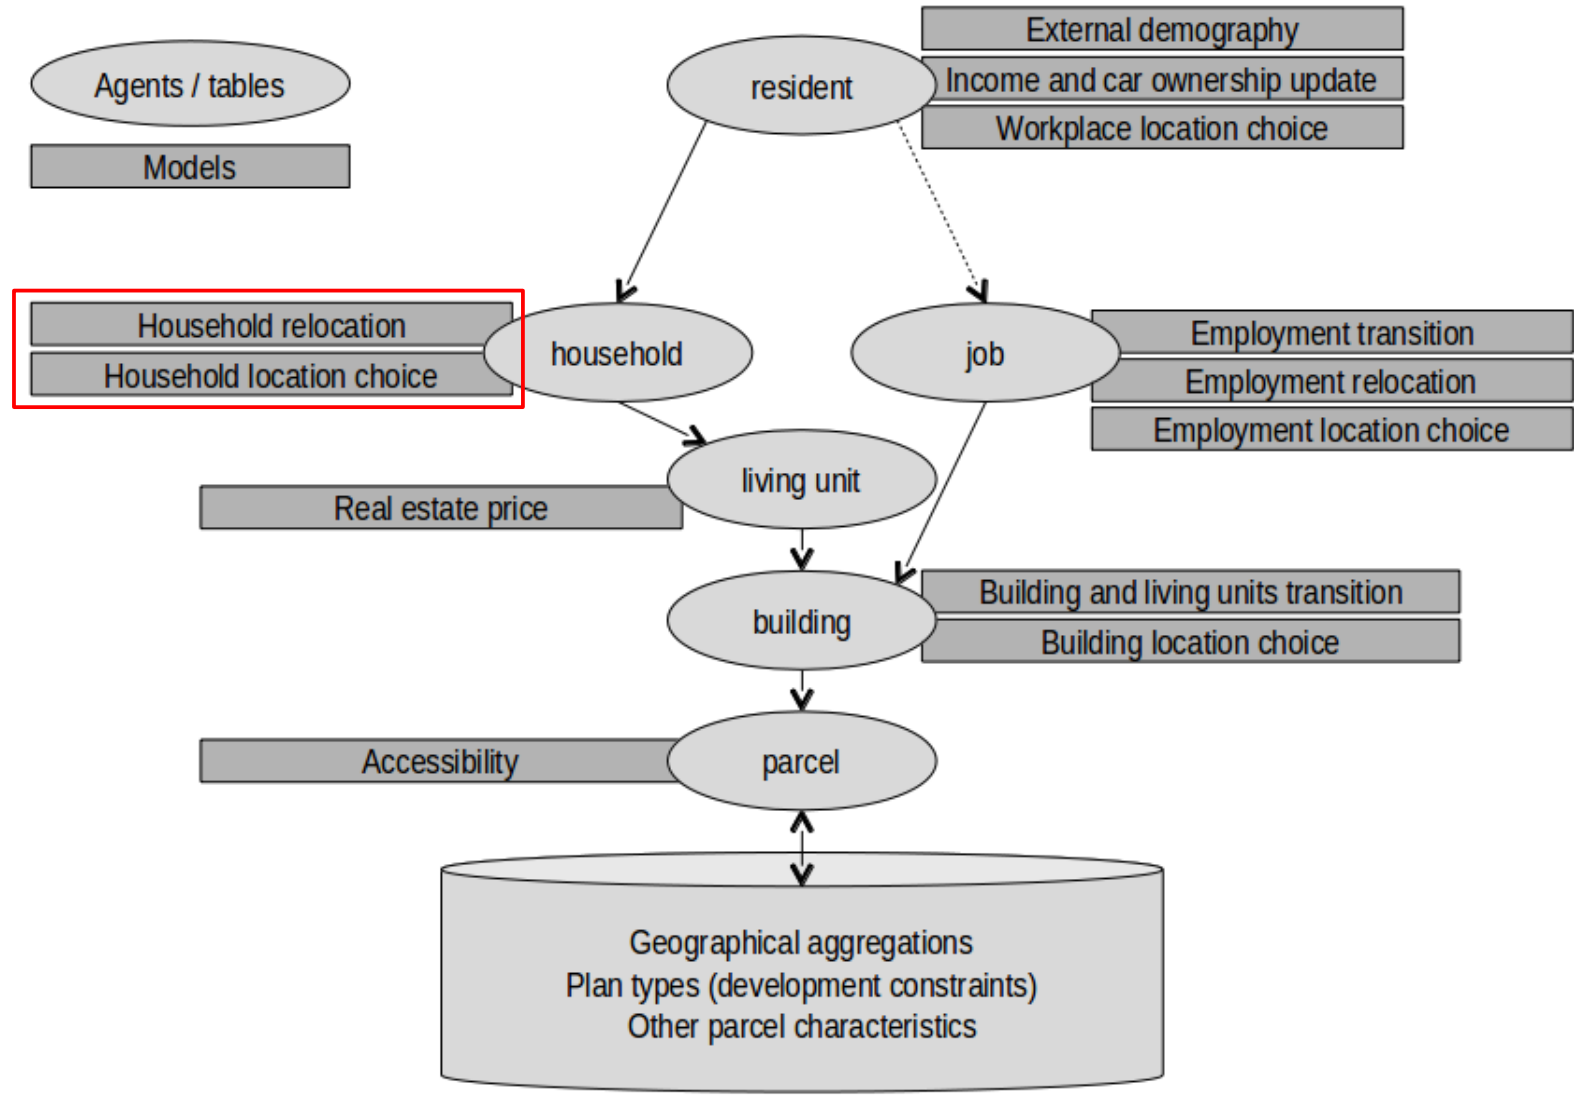 Agents / tables
Models
resident
External demography
Income and car ownership update
Workplace location choice
Household relocation
Household location choice
household
job
Employment transition
Employment relocation
Employment location choice
living unit
Real estate price
building
Building and living units transition
Building location choice
Accessibility
parcel
Geographical aggregations
Plan types (development constraints)
Other parcel characteristics